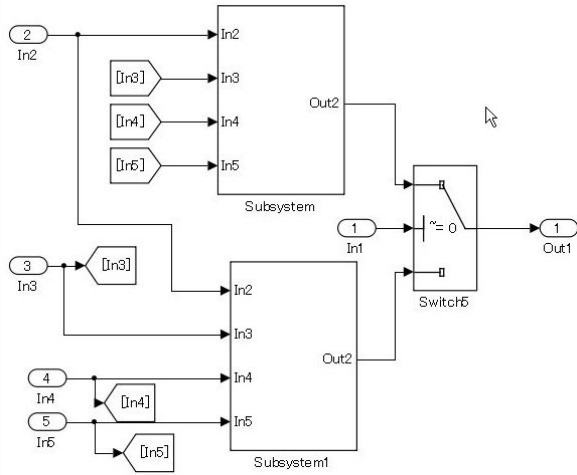 2
In2
In2
[In3]
In3
[In4]
In4
[In5]
In5
Out2
Subsystem
1
In1
~= 0
Switch5
1
Out1
3
In3
[In3]
In2
In3
4
In4
[In4]
In4
5
In5
[In5]
In5
Out2
Subsystem1